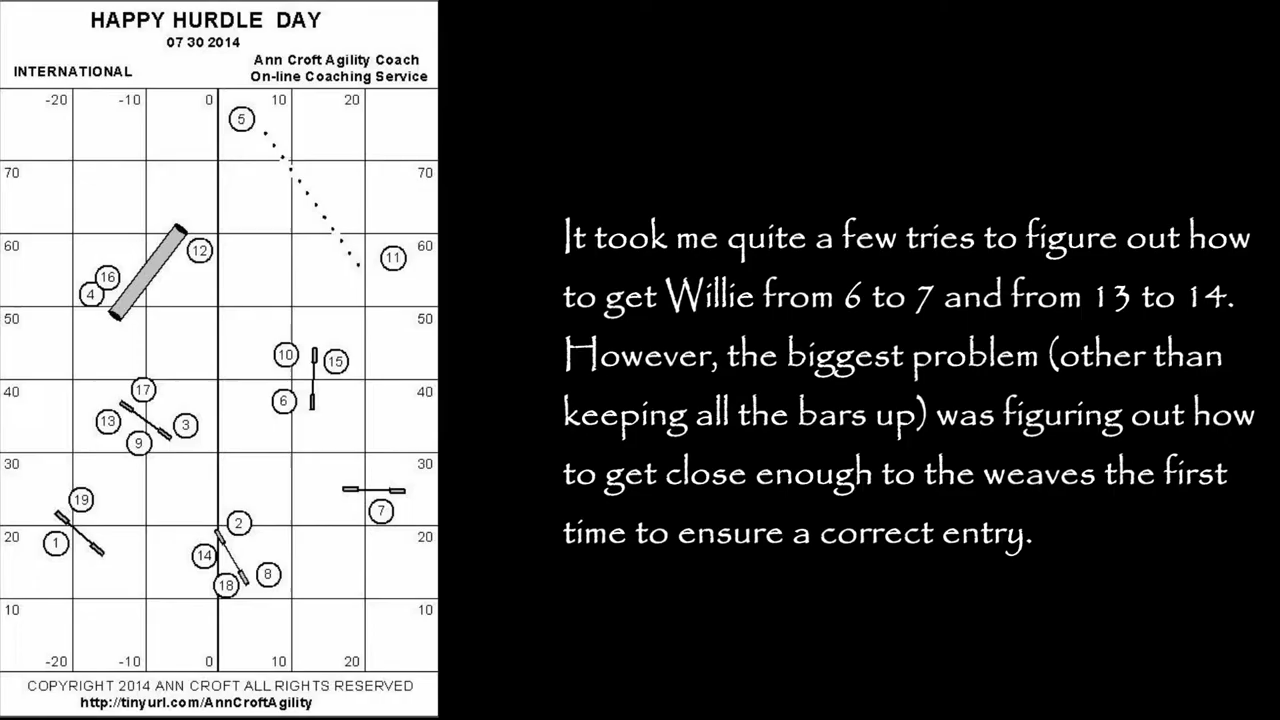 HAPPY HURDLE DAY
07 30 2014
Ann Croft Agility Coach
INTERNATIONAL
On-line Coaching Service
-20 -10 0 10 20
5
70 70
60 12 11 60
16
4
50 50
10 15
17 6
40 40
13 3
9
30 30
19 7
2
20 1 20
14 8
18
10 10
-20 -10 0 10 20
COPYRIGHT 2014 ANN CROFT ALL RIGHTS RESERVED
http://tinyurl.com/AnnCroftAgility
It took me quite a few tries to figure out how
to get Willie from 6 to 7 and from 13 to 14.
However, the biggest problem (other than
keeping all the bars up) was figuring out how
to get close enough to the weaves the first
time to ensure a correct entry.